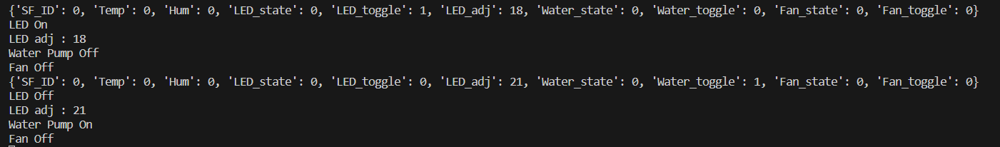 {'SF_ID': 0, 'Temp': 0, 'Hum': 0, 'LED_state': 0, 'LED_toggle': 1, 'LED_adj': 18, 'Water_state': 0, 'Water_toggle': 0, 'Fan_state': 0, 'Fan_toggle': 0}
LED On
LED adj : 18
Water Pump Off
Fan Off
{'SF_ID': 0, 'Temp': 0, 'Hum': 0, 'LED_state': 0, 'LED_toggle': 0, 'LED_adj': 21, 'Water_state': 0, 'Water_toggle': 1, 'Fan_state': 0, 'Fan_toggle': 0}
LED Off
LED adj : 21
Water Pump On
Fan Off